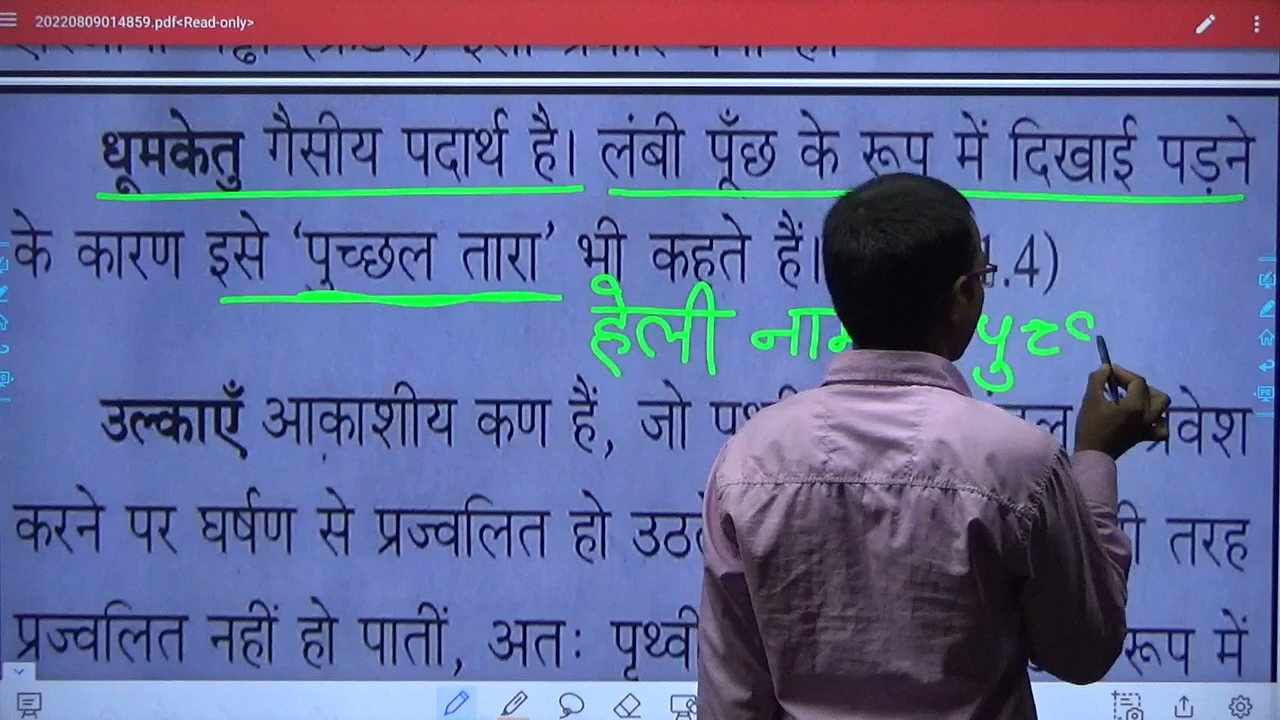 20220809014859.pdf<Read-only>
धूमकेतु गैसीय पदार्थ है। लंबी पूँछ के रूप में दिखाई पड़ने
के कारण इसे ‘पुच्छल तारा’ भी कहते हैं। .4)
हेली नाम पुच्छ
उल्काएँ आकाशीय कण हैं, जो प्रवेश
करने पर घर्षण से प्रज्वलित हो तरह
प्रज्वलित नहीं हो पातीं, अतः पृथ्वी रूप में